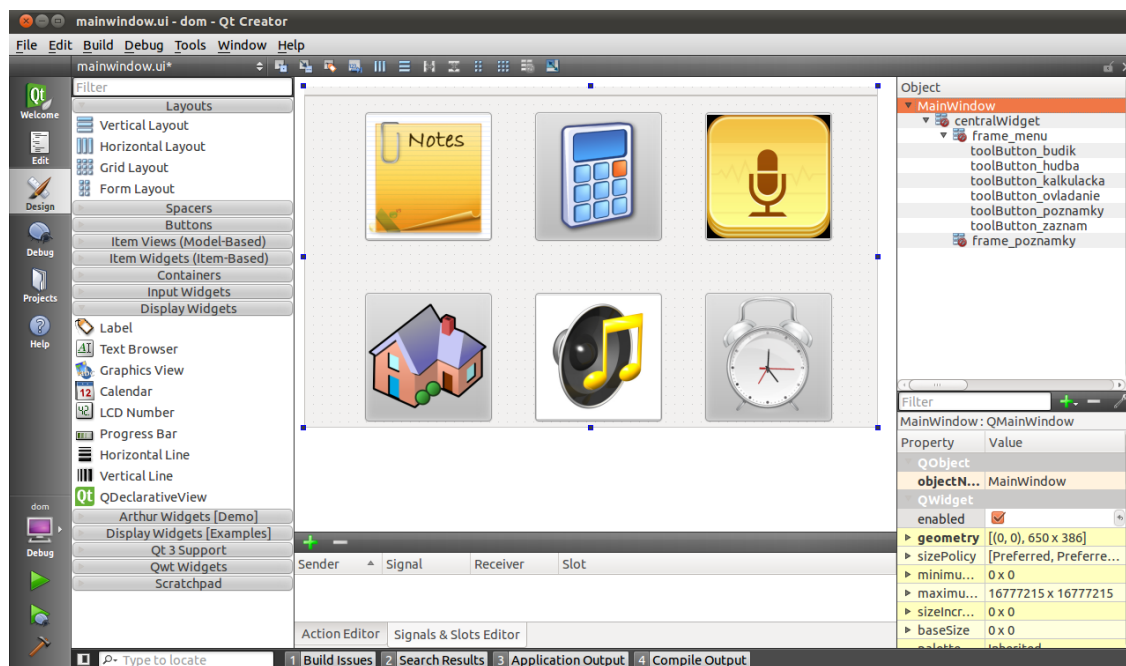 mainwindow.ui - dom - Qt Creator
File Edit Build Debug Tools Window Help
mainwindow.ui*
Qt
Welcome
Edit
Design
Debug
Projects
Help
dom
Debug
Filter
Layouts
Vertical Layout
Horizontal Layout
Grid Layout
Form Layout
Spacers
Buttons
Item Views (Model-Based)
Item Widgets (Item-Based)
Containers
Input Widgets
Display Widgets
Label
AI Text Browser
Graphics View
12 Calendar
42 LCD Number
Progress Bar
Horizontal Line
Vertical Line
Qt QDeclarativeView
Arthur Widgets [Demo]
Display Widgets [Examples]
Qt 3 Support
Qwt Widgets
Scratchpad
Notes
Sender Signal Receiver Slot
Action Editor Signals & Slots Editor
Object
MainWindow
centralWidget
frame_menu
toolButton_budik
toolButton_hudba
toolButton_kalkulacka
toolButton_ovladanie
toolButton_poznamky
toolButton_zaznam
frame_poznamky
Filter
MainWindow : QMainWindow
Property Value
QObject
objectN... MainWindow
QWidget
enabled
geometry [(0, 0), 650 x 386]
sizePolicy [Preferred, Preferre...
minimu... 0 x 0
maximu... 16777215 x 16777215
sizeIncr... 0 x 0
baseSize 0 x 0
palette Inherited
Type to locate 1 Build Issues 2 Search Results 3 Application Output 4 Compile Output